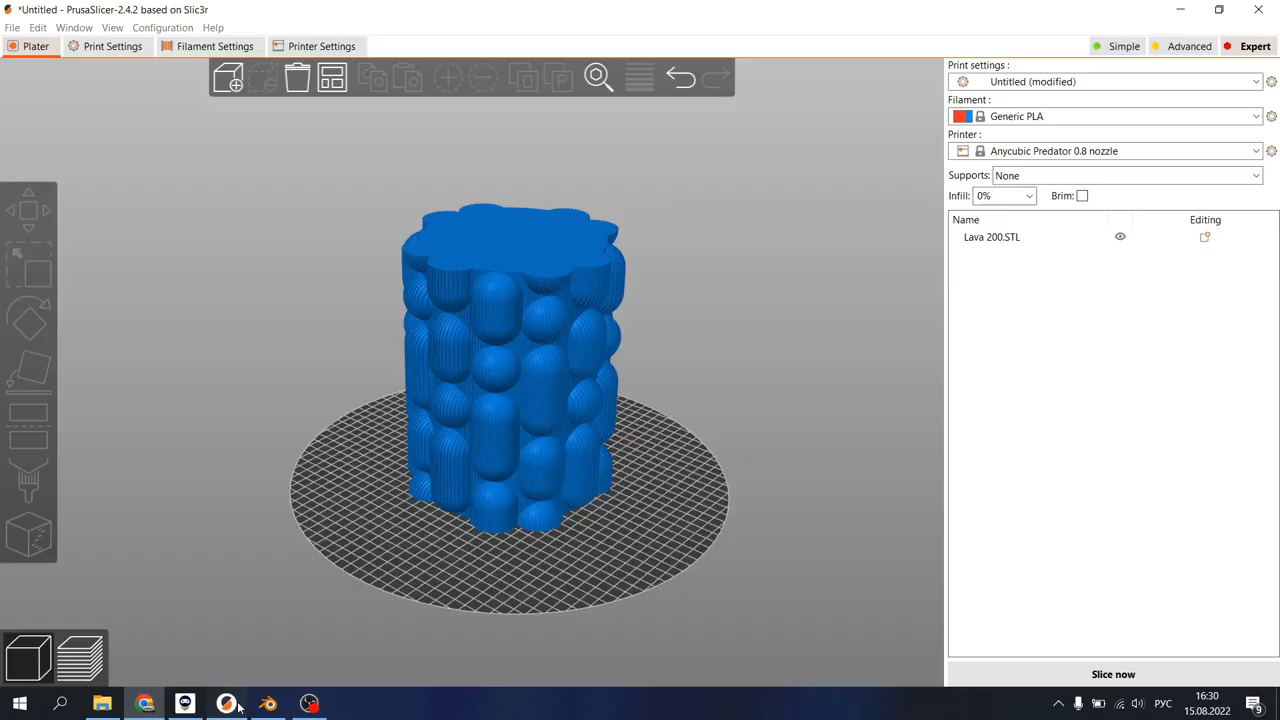 *Untitled - PrusaSlicer-2.4.2 based on Slic3r
File Edit Window View Configuration Help
Plater Print Settings Filament Settings Printer Settings Simple Advanced Expert
Print settings :
Untitled (modified)
Filament :
Generic PLA
Printer :
Anycubic Predator 0.8 nozzle
Supports: None
Infill: 0% Brim:
Name Editing
Lava 200.STL
Slice now
16:30
РУС
15.08.2022
9